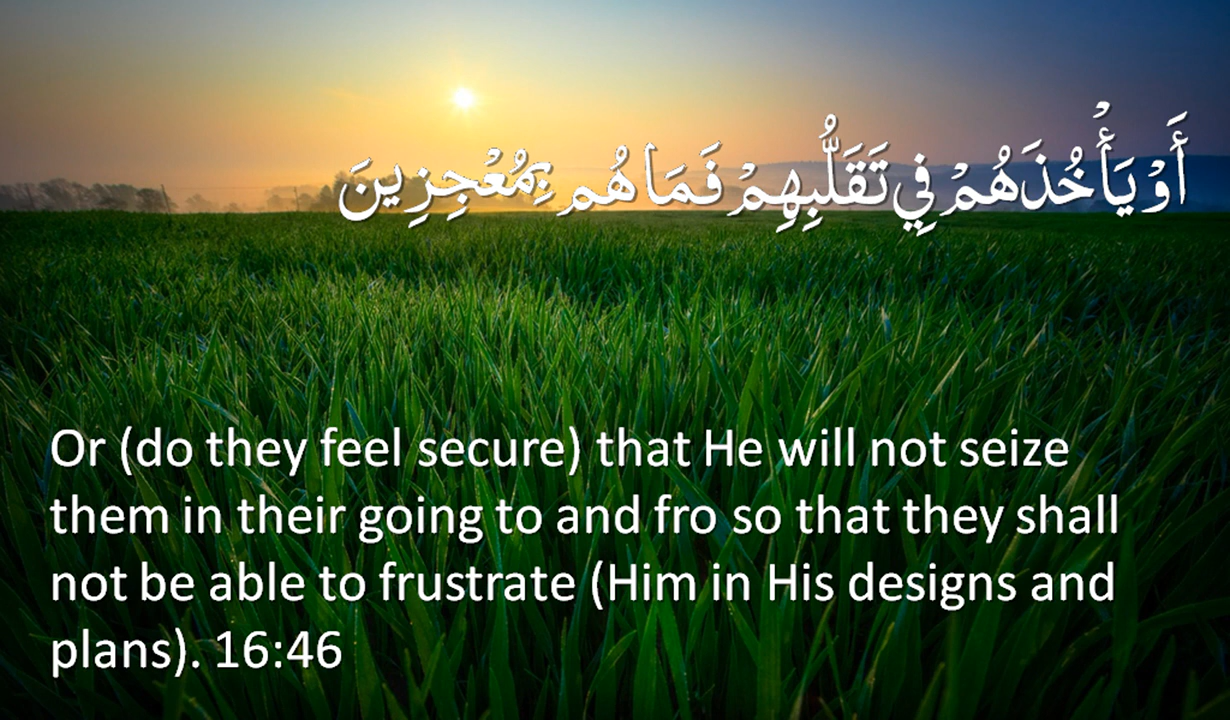 أَوْ يَأْخُذَهُمْ فِي تَقَلُّبِهِمْ فَمَا هُم بِمُعْجِزِينَ
Or (do they feel secure) that He will not seize
them in their going to and fro so that they shall
not be able to frustrate (Him in His designs and
plans). 16:46